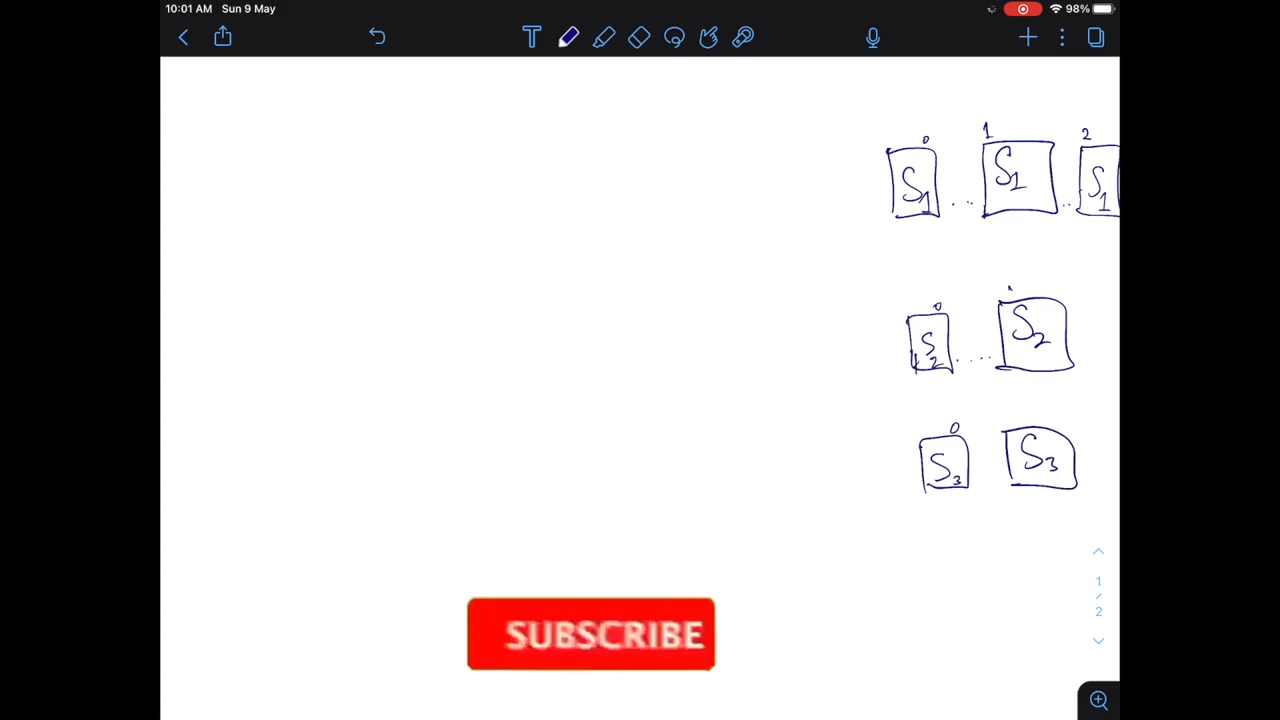 10:01 AM Sun 9 May 98%
T
0 1 2
S1 ... S1 .. S1
0
S2 .... S2
0
S3 S3
1
/
2
SUBSCRIBE